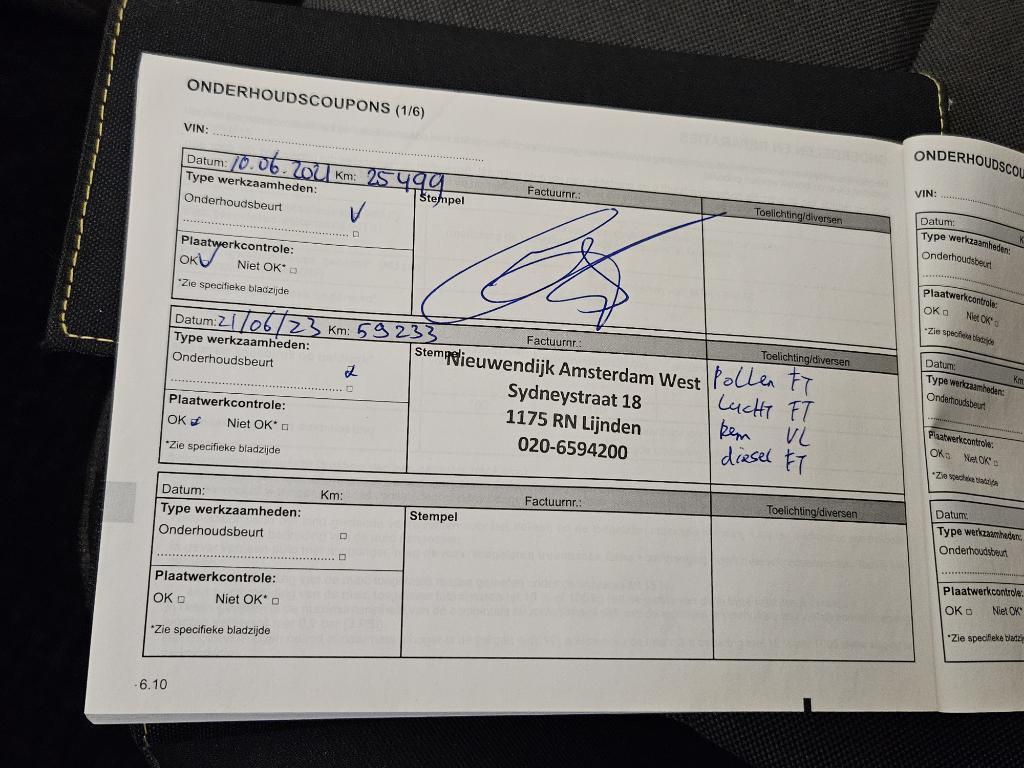 ONDERHOUDSCOUPONS (1/6)
VIN:
Datum: 10.06.2021 Km: 25499 Factuurnr.:
Type werkzaamheden: Stempel Toelichting/diversen
Onderhoudsbeurt
Plaatwerkcontrole:
OK Niet OK*
*Zie specifieke bladzijde
Datum: 21/06/23 Km: 59233 Factuurnr.:
Type werkzaamheden: Stempel Toelichting/diversen
Onderhoudsbeurt
Plaatwerkcontrole:
OK Niet OK*
*Zie specifieke bladzijde
Nieuwendijk Amsterdam West
Sydneystraat 18
1175 RN Lijnden
020-6594200
Pollen FT
Lucht FT
Rem VL
diesel FT
Datum: Km: Factuurnr.:
Type werkzaamheden: Stempel Toelichting/diversen
Onderhoudsbeurt
Plaatwerkcontrole:
OK Niet OK*
*Zie specifieke bladzijde
6.10
ONDERHOUDSCOU
VIN:
Datum:
Type werkzaamheden:
Onderhoudsbeurt
Plaatwerkcontrole:
OK Niet OK*
*Zie specifieke bladzijde
Datum:
Type werkzaamheden:
Onderhoudsbeurt
Plaatwerkcontrole:
OK Niet OK*
*Zie specifieke bladzijde
Datum:
Type werkzaamheden:
Onderhoudsbeurt
Plaatwerkcontrole:
OK Niet OK*
*Zie specifieke bladzij